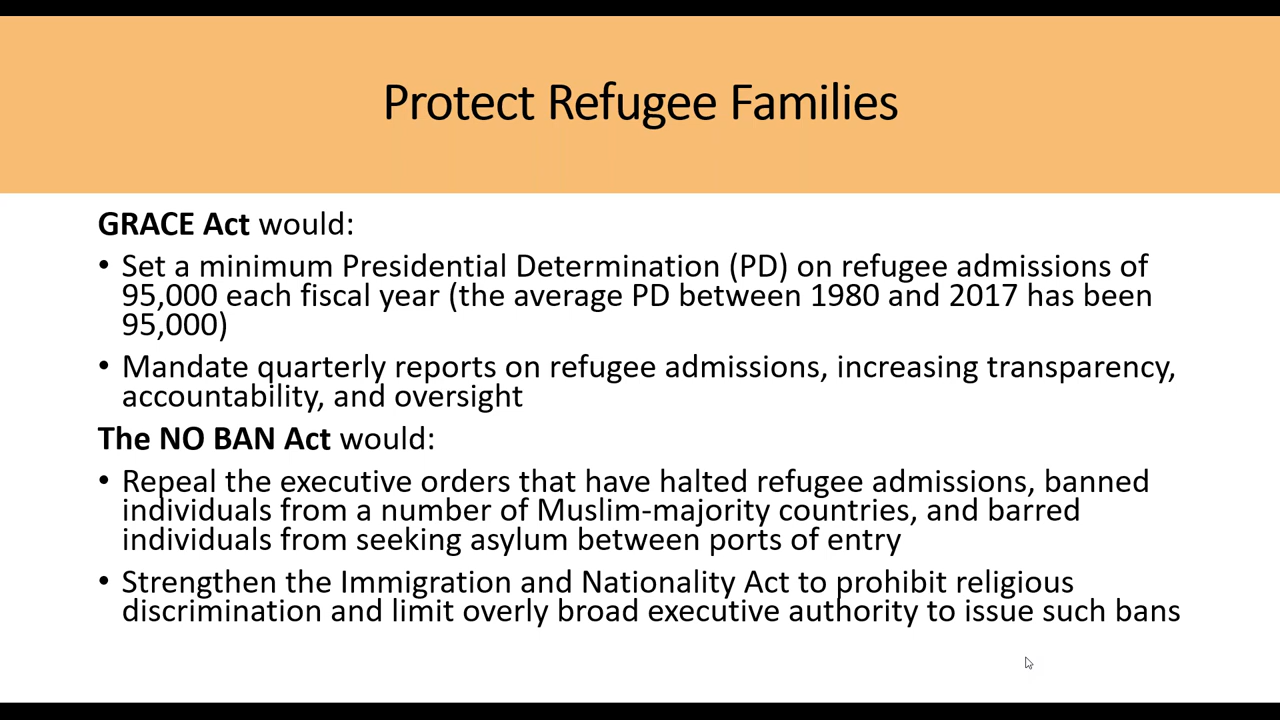 Protect Refugee Families
GRACE Act would:
• Set a minimum Presidential Determination (PD) on refugee admissions of
95,000 each fiscal year (the average PD between 1980 and 2017 has been
95,000)
• Mandate quarterly reports on refugee admissions, increasing transparency,
accountability, and oversight
The NO BAN Act would:
• Repeal the executive orders that have halted refugee admissions, banned
individuals from a number of Muslim-majority countries, and barred
individuals from seeking asylum between ports of entry
• Strengthen the Immigration and Nationality Act to prohibit religious
discrimination and limit overly broad executive authority to issue such bans